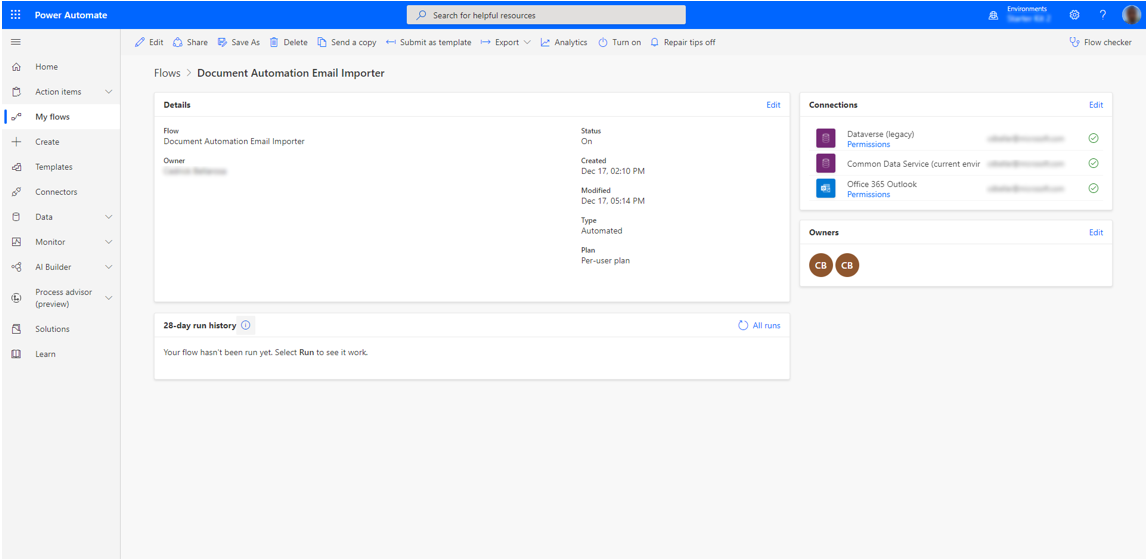 Power Automate
Search for helpful resources
Environments
?
Edit Share Save As Delete Send a copy Submit as template Export Analytics Turn on Repair tips off Flow checker
Home
Action items
My flows
Create
Templates
Connectors
Data
Monitor
AI Builder
Process advisor
(preview)
Solutions
Learn
Flows > Document Automation Email Importer
Details Edit
Flow
Document Automation Email Importer
Owner
Status
On
Created
Dec 17, 02:10 PM
Modified
Dec 17, 05:14 PM
Type
Automated
Plan
Per-user plan
28-day run history All runs
Your flow hasn't been run yet. Select Run to see it work.
Connections Edit
Dataverse (legacy)
Permissions
Common Data Service (current envir
Office 365 Outlook
Permissions
Owners Edit
CB CB